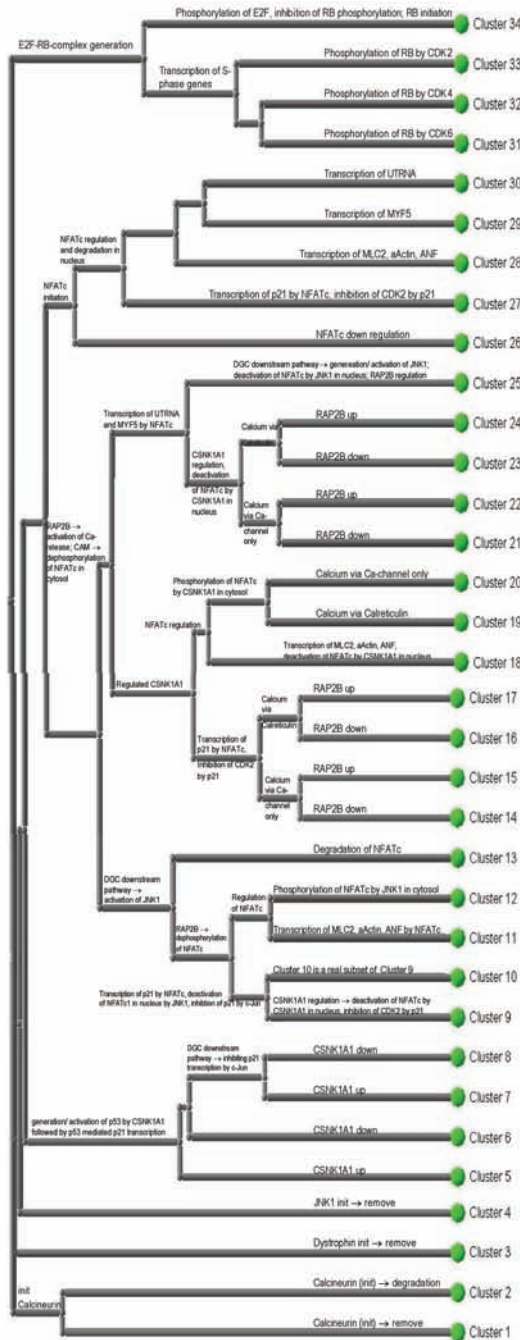 Phosphorylation of E2F, inhibition of RB phosphorylation; RB initiation
Cluster 34
E2F-RB-complex generation
Phosphorylation of RB by CDK2
Cluster 33
Transcription of S-
phase genes
Phosphorylation of RB by CDK4
Cluster 32
Phosphorylation of RB by CDK6
Cluster 31
Transcription of UTRNA
Cluster 30
Transcription of MYF5
Cluster 29
NFATc regulation
and degradation in
nucleus
Transcription of MLC2, aActin, ANF
Cluster 28
NFATc
initiation
Transcription of p21 by NFATc, inhibition of CDK2 by p21
Cluster 27
NFATc down regulation
Cluster 26
DGC downstream pathway → genereation/ activation of JNK1;
deactivation of NFATc by JNK1 in nucleus; RAP2B regulation
Cluster 25
Transcription of UTRNA
and MYF5 by NFATc
Calcium via
Calreticulin
RAP2B up
Cluster 24
CSNK1A1
regulation,
deactivation
of NFATc by
CSNK1A1 in
nucleus
RAP2B down
Cluster 23
Calcium via
Ca-channel
only
RAP2B up
Cluster 22
RAP2B down
Cluster 21
RAP2B →
activation of Ca-
release; CAM →
dephosphorylation
of NFATc in
cytosol
Phosphorylation of NFATc
by CSNK1A1 in cytosol
Calcium via Ca-channel only
Cluster 20
Calcium via Calreticulin
Cluster 19
NFATc regulation
Transcription of MLC2, aActin, ANF,
deactivation of NFATc by CSNK1A1 in nucleus
Cluster 18
Regulated CSNK1A1
Calcium
via
Calreticulin
RAP2B up
Cluster 17
RAP2B down
Cluster 16
Transcription of
p21 by NFATc,
Inhibition of CDK2
by p21
Calcium
via Ca-
channel
only
RAP2B up
Cluster 15
RAP2B down
Cluster 14
Degradation of NFATc
Cluster 13
DGC downstream
pathway →
activation of JNK1
Regulation
of NFATc
Phosphorylation of NFATc by JNK1 in cytosol
Cluster 12
RAP2B →
dephosphorylation
of NFATc
Transcription of MLC2, aActin, ANF by NFATc
Cluster 11
Cluster 10 is a real subset of Cluster 9
Cluster 10
Transcription of p21 by NFATc, deactivation
of NFATc1 in nucleus by JNK1, inhibition of p21 by c-Jun
CSNK1A1 regulation → deactivation of NFATc by
CSNK1A1 in nucleus, inhibition of CDK2 by p21
Cluster 9
DGC downstream
pathway → inhibiting p21
transcription by c-Jun
CSNK1A1 down
Cluster 8
CSNK1A1 up
Cluster 7
generation/ activation of p53 by CSNK1A1
followed by p53 mediated p21 transcription
CSNK1A1 down
Cluster 6
CSNK1A1 up
Cluster 5
JNK1 init → remove
Cluster 4
Dystrophin init → remove
Cluster 3
init
Calcineurin
Calcineurin (init) → degradation
Cluster 2
Calcineurin (init) → remove
Cluster 1